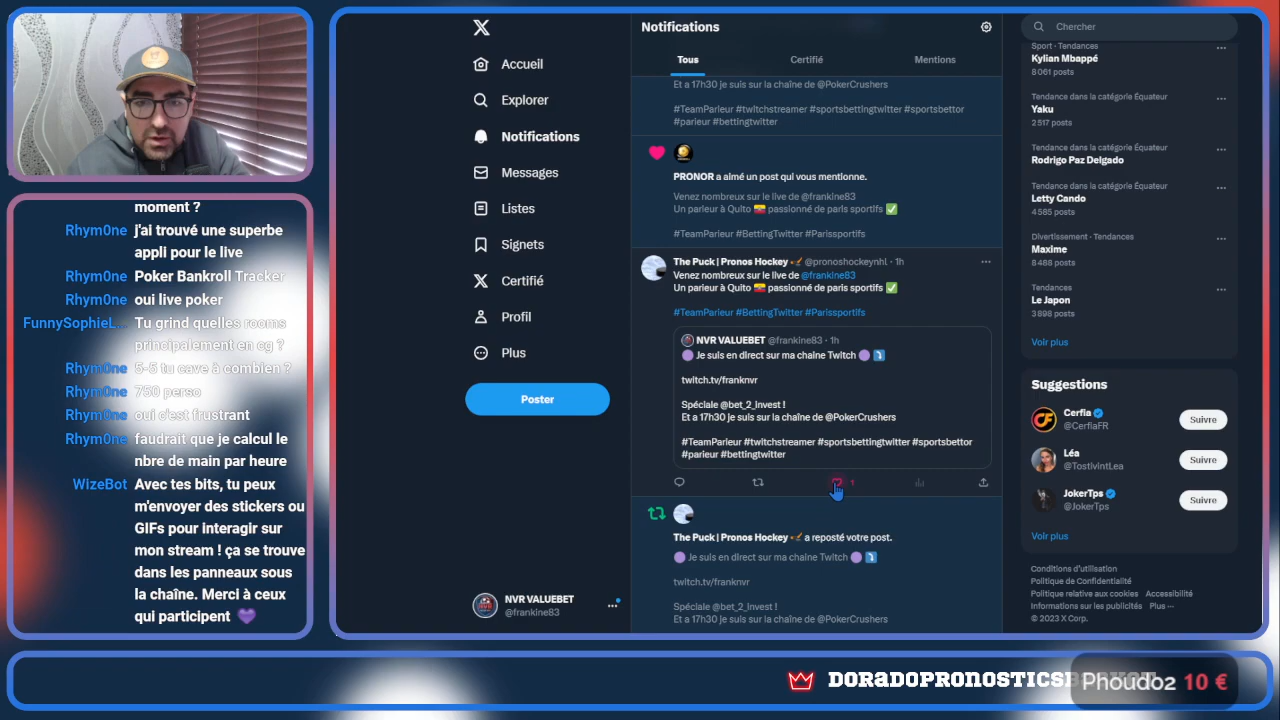 moment ?
Rhym0ne j'ai trouvé une superbe
appli pour le live
Rhym0ne Poker Bankroll Tracker
Rhym0ne oui live poker
FunnySophieL... Tu grind quelles rooms
principalement en cg ?
Rhym0ne 5-5 tu cave à combien ?
Rhym0ne 750 perso
Rhym0ne oui c'est frustrant
Rhym0ne faudrait que je calcul le
nbre de main par heure
WizeBot Avec tes bits, tu peux
m'envoyer des stickers ou
GIFs pour interagir sur
mon stream ! ça se trouve
dans les panneaux sous
la chaîne. Merci à ceux
qui participent 💜
Accueil
Explorer
Notifications
Messages
Listes
Signets
Certifié
Profil
Plus
Poster
NVR VALUEBET
@frankine83
Notifications
Tous Certifié Mentions
Et a 17h30 je suis sur la chaîne de @PokerCrushers
#TeamParieur #twitchstreamer #sportsbettingtwitter #sportsbettor
#parieur #bettingtwitter
PRONOR a aimé un post qui vous mentionne.
Venez nombreux sur le live de @frankine83
Un parieur à Quito 🇪🇨 passionné de paris sportifs ✅
#TeamParieur #BettingTwitter #Parissportifs
The Puck | Pronos Hockey 🏒 @pronoshockeynhl · 1h
Venez nombreux sur le live de @frankine83
Un parieur à Quito 🇪🇨 passionné de paris sportifs ✅
#TeamParieur #BettingTwitter #Parissportifs
NVR VALUEBET @frankine83 · 1h
🟣 Je suis en direct sur ma chaîne Twitch 🟣 ⤵️
twitch.tv/franknvr
Spéciale @bet_2_invest !
Et a 17h30 je suis sur la chaîne de @PokerCrushers
#TeamParieur #twitchstreamer #sportsbettingtwitter #sportsbettor
#parieur #bettingtwitter
1
The Puck | Pronos Hockey 🏒 a reposté votre post.
🟣 Je suis en direct sur ma chaîne Twitch 🟣 ⤵️
twitch.tv/franknvr
Spéciale @bet_2_invest !
Et a 17h30 je suis sur la chaîne de @PokerCrushers
Chercher
Sport · Tendances
Kylian Mbappé
8 061 posts
Tendance dans la catégorie Équateur
Yaku
2 517 posts
Tendance dans la catégorie Équateur
Rodrigo Paz Delgado
Tendance dans la catégorie Équateur
Letty Cando
4 565 posts
Divertissement · Tendances
Maxime
8 488 posts
Tendances
Le Japon
3 898 posts
Voir plus
Suggestions
Cerfia
@CerfiaFR
Suivre
Léa
@TostivintLea
Suivre
JokerTps
@JokerTps
Suivre
Voir plus
Conditions d'utilisation
Politique de Confidentialité
Politique relative aux cookies Accessibilité
Informations sur les publicités Plus ···
© 2023 X Corp.
Phoudo2 10 €